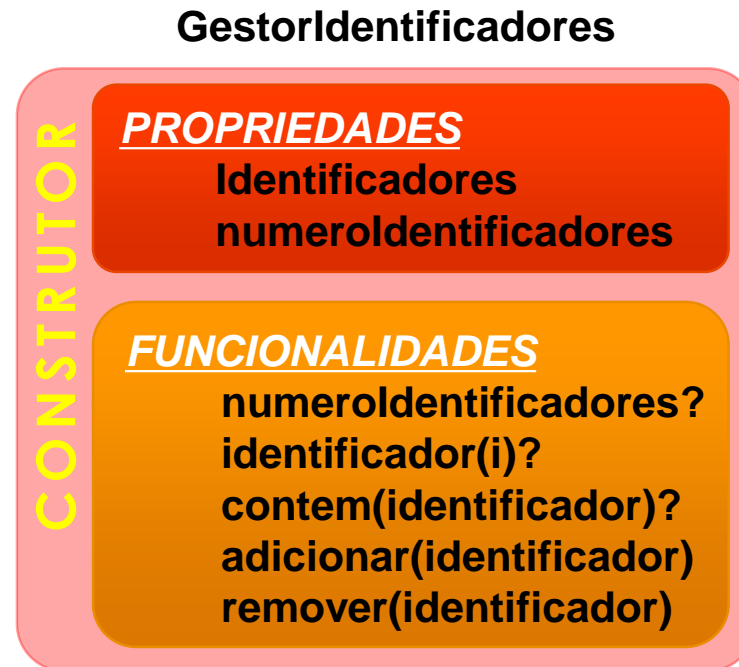 GestorIdentificadores
CONSTRUTOR
PROPRIEDADES
Identificadores
numeroIdentificadores
FUNCIONALIDADES
numeroIdentificadores?
identificador(i)?
contem(identificador)?
adicionar(identificador)
remover(identificador)